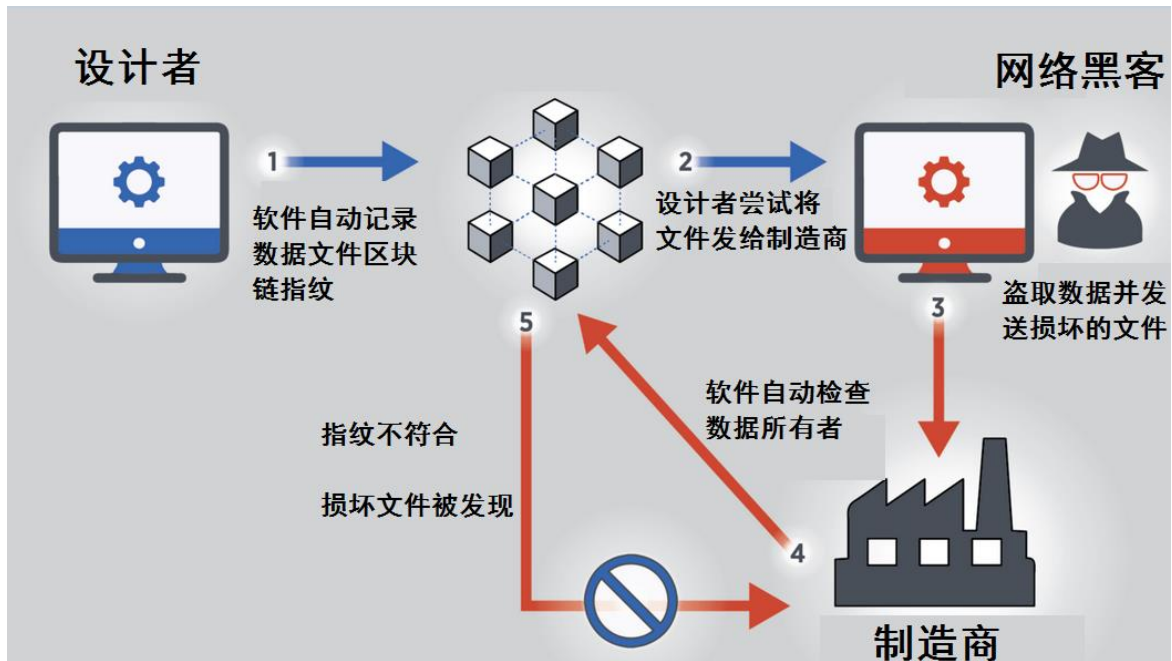 设计者
网络黑客
1
软件自动记录
数据文件区块
链指纹
2
设计者尝试将
文件发给制造商
3
盗取数据并发
送损坏的文件
4
软件自动检查
数据所有者
5
指纹不符合
损坏文件被发现
制造商